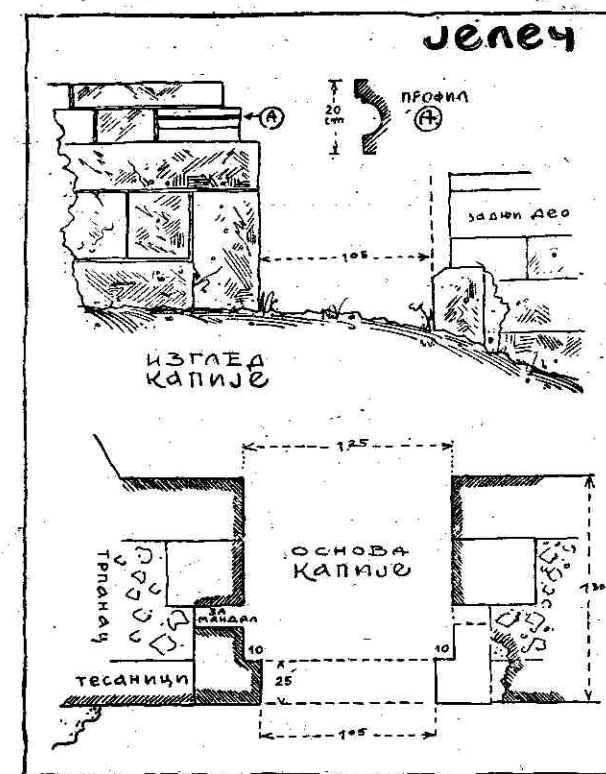 Јелеч
20
cm
ПРОФИЛ
А
А
ЗАДЊИ ДЕО
105
ИЗГЛЕД
КАПИЈЕ
125
ОСНОВА
КАПИЈЕ
ТРПАНАЦ
ЗА
МАНДАЛ
10
10
130
ТЕСАНИЦИ
25
105